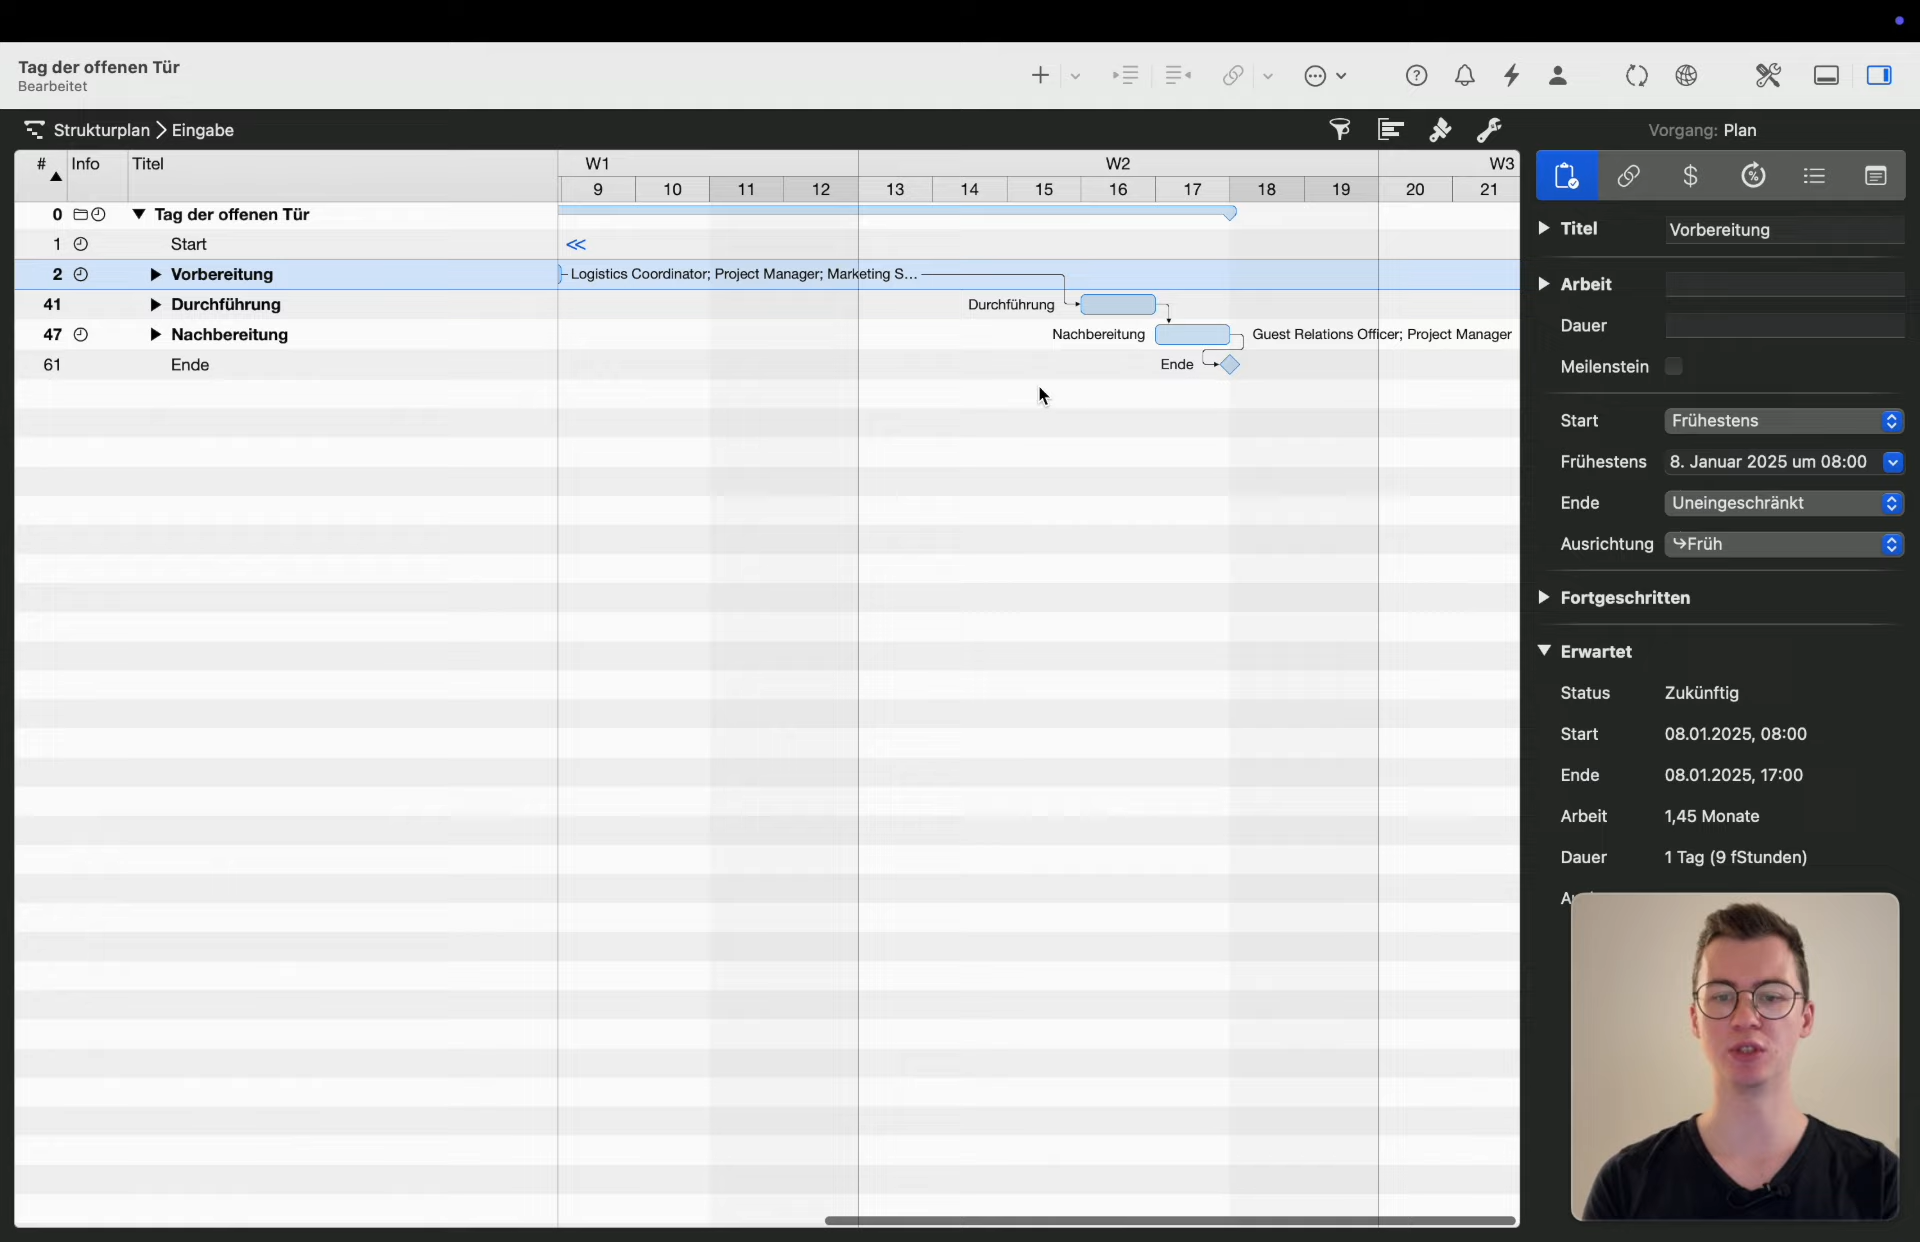 Tag der offenen Tür
Bearbeitet
Strukturplan > Eingabe
Vorgang: Plan
# Info Titel
W1 W2 W3
9 10 11 12 13 14 15 16 17 18 19 20 21
0 Tag der offenen Tür
1 Start
2 Vorbereitung Logistics Coordinator; Project Manager; Marketing S...
41 Durchführung Durchführung
47 Nachbereitung Nachbereitung Guest Relations Officer; Project Manager
61 Ende Ende
Titel Vorbereitung
Arbeit
Dauer
Meilenstein
Start Frühestens
Frühestens 8. Januar 2025 um 08:00
Ende Uneingeschränkt
Ausrichtung Früh
Fortgeschritten
Erwartet
Status Zukünftig
Start 08.01.2025, 08:00
Ende 08.01.2025, 17:00
Arbeit 1,45 Monate
Dauer 1 Tag (9 fStunden)